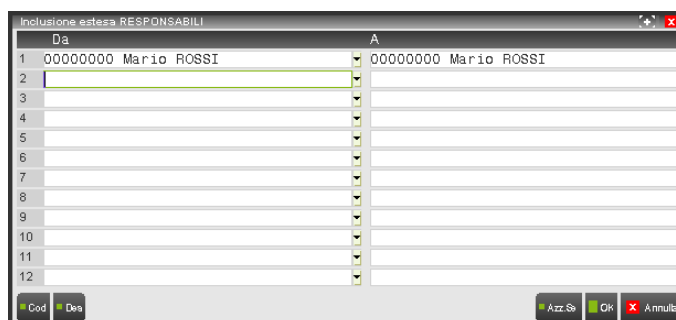 Inclusione estesa RESPONSABILI
Da A
1 00000000 Mario ROSSI 00000000 Mario ROSSI
2
3
4
5
6
7
8
9
10
11
12
Cod Des Azz.Se Ok Annulla